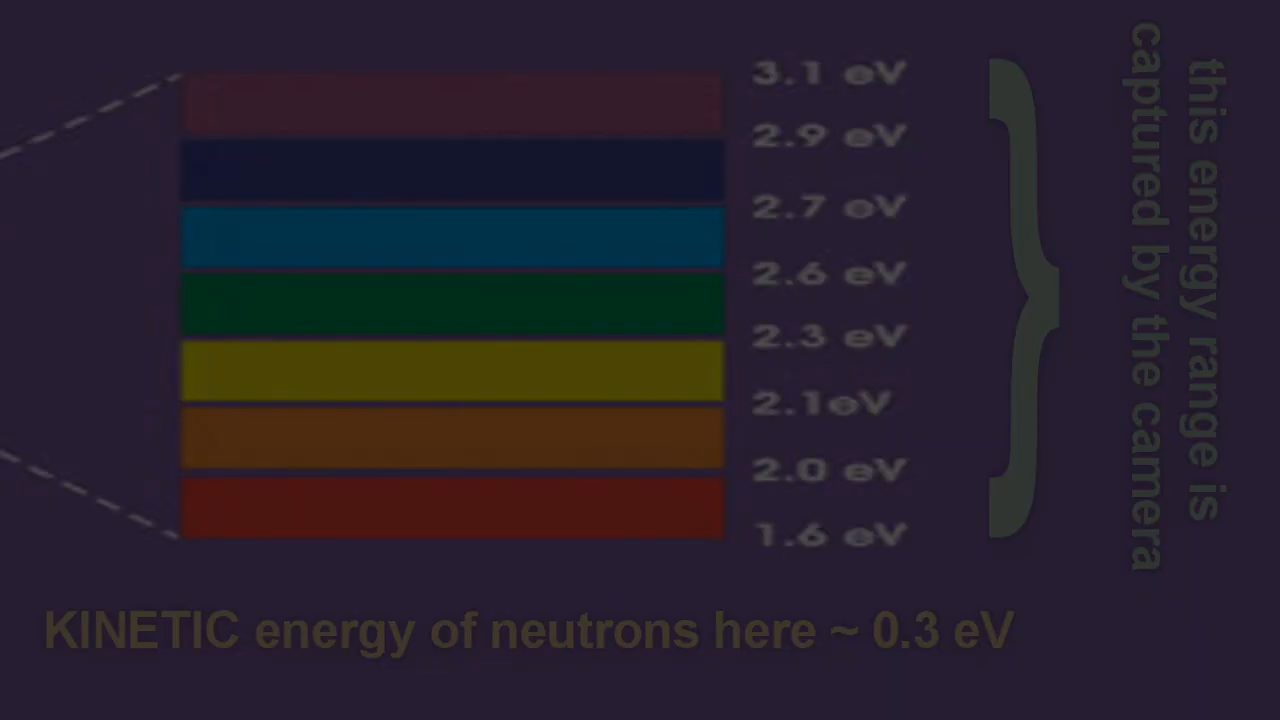 3.1 eV
2.9 eV
2.7 eV
2.6 eV
2.3 eV
2.1eV
2.0 eV
1.6 eV
this energy range is
captured by the camera
KINETIC energy of neutrons here ~ 0.3 eV